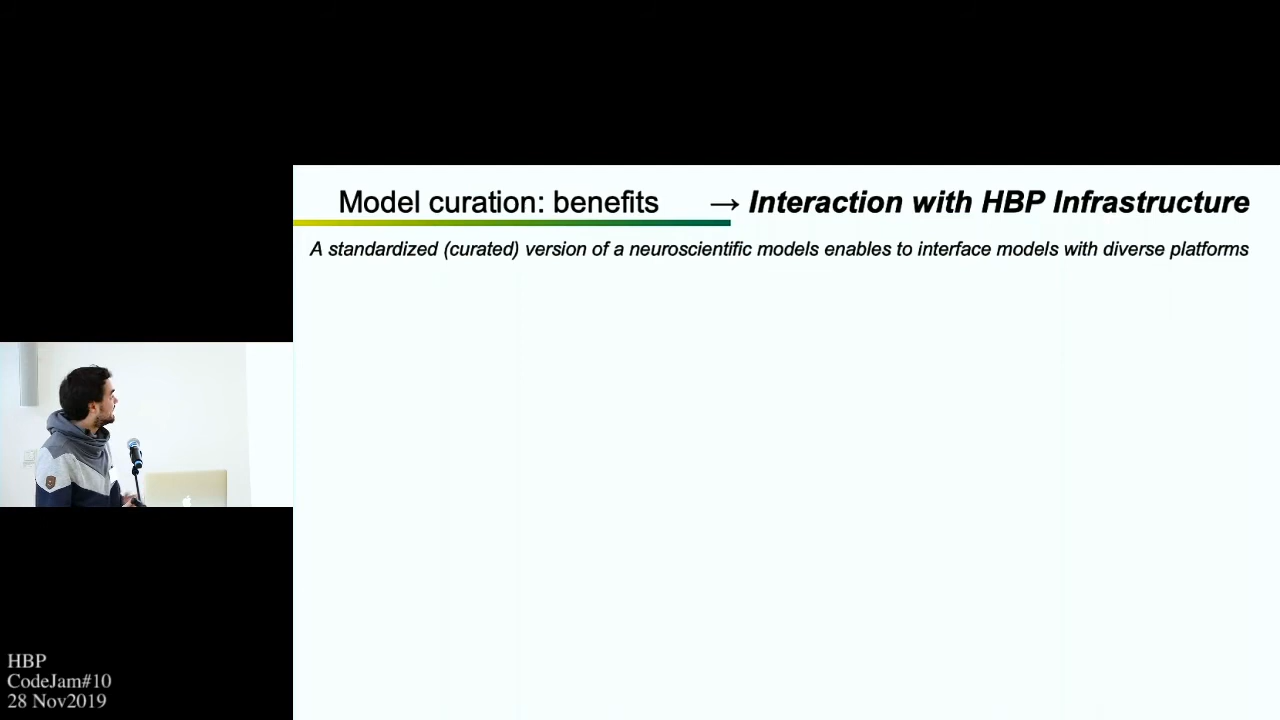 Model curation: benefits → Interaction with HBP Infrastructure
A standardized (curated) version of a neuroscientific models enables to interface models with diverse platforms
HBP
CodeJam#10
28 Nov2019